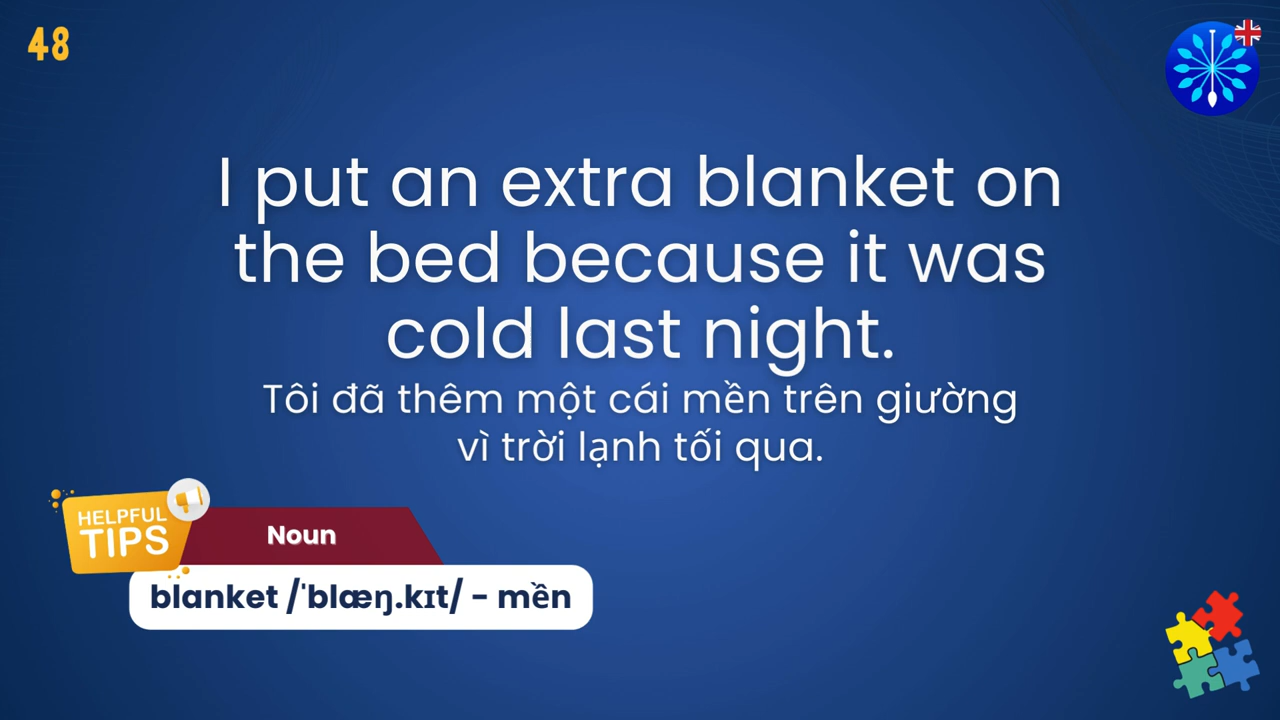 48
I put an extra blanket on
the bed because it was
cold last night.
Tôi đã thêm một cái mền trên giường
vì trời lạnh tối qua.
HELPFUL
TIPS
Noun
blanket /ˈblæŋ.kɪt/ - mền